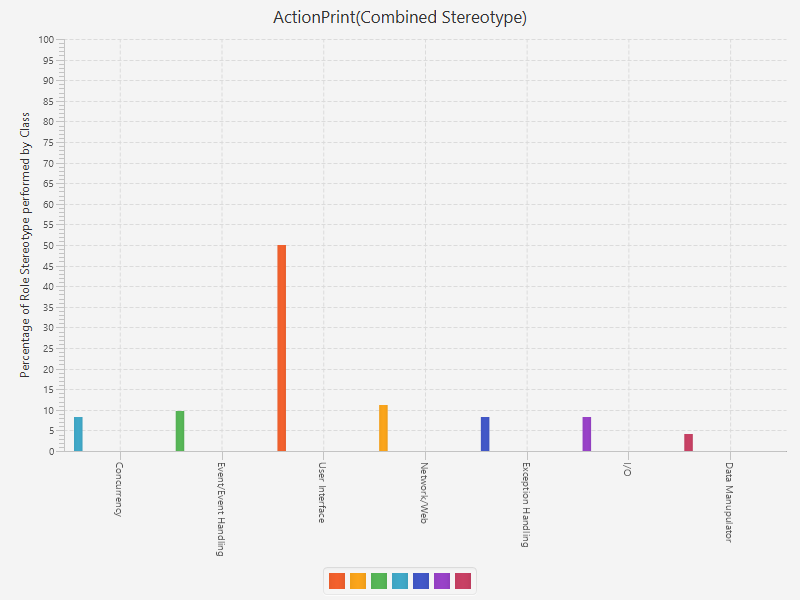 ActionPrint(Combined Stereotype)
Percentage of Role Stereotype performed by Class
100
95
90
85
80
75
70
65
60
55
50
45
40
35
30
25
20
15
10
5
0
Concurrency
Event/Event Handling
User Interface
Network/Web
Exception Handling
I/O
Data Manupulator